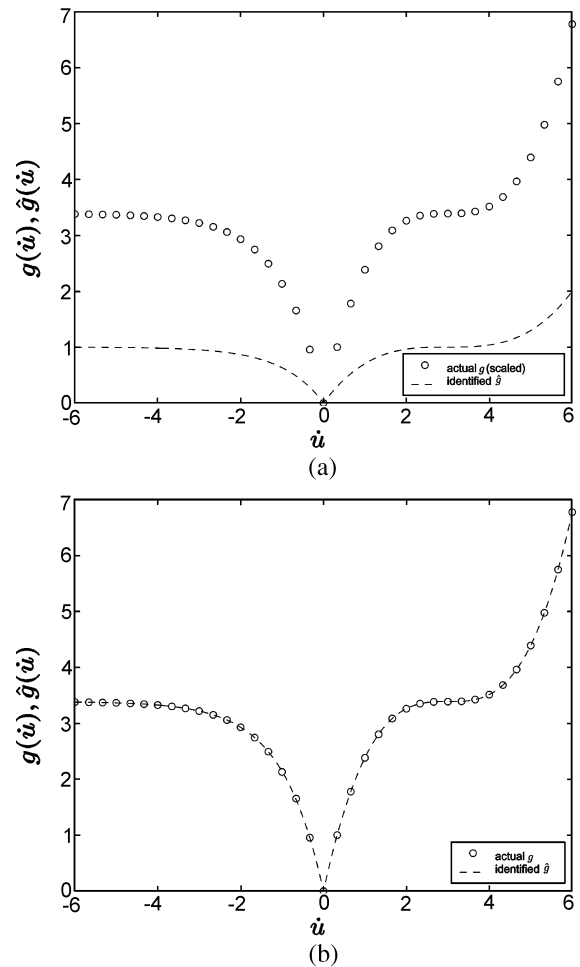 7
6
5
4
3
2
1
0
g(u̇), ĝ(u̇)
-6 -4 -2 0 2 4 6
u̇
actual g (scaled)
identified ĝ
(a)
7
6
5
4
3
2
1
0
g(u̇), ĝ(u̇)
-6 -4 -2 0 2 4 6
u̇
actual g
identified ĝ
(b)